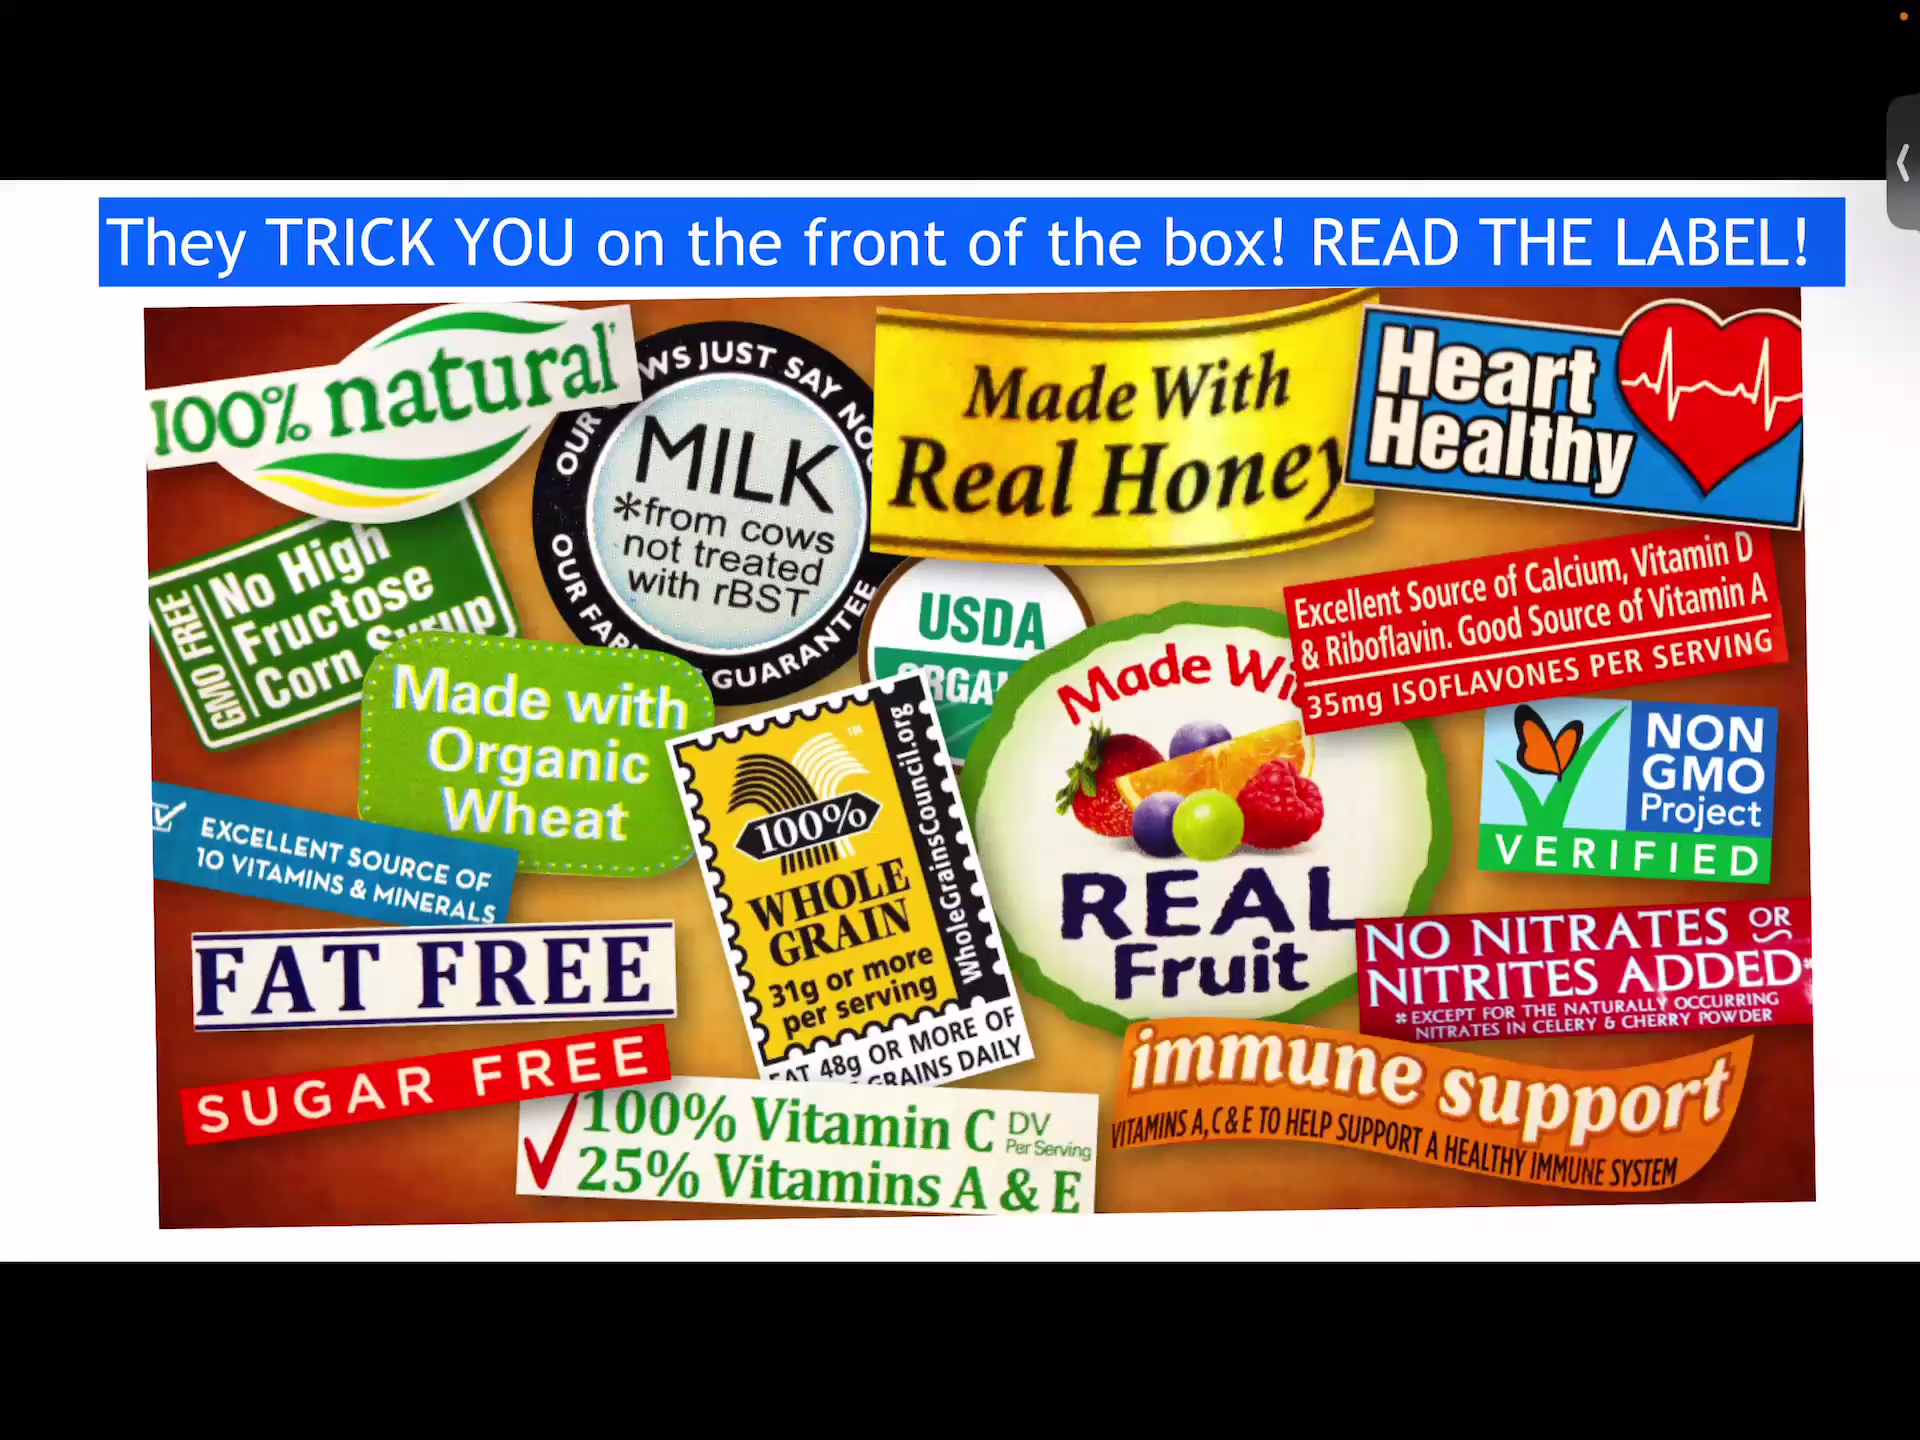 They TRICK YOU on the front of the box! READ THE LABEL!
100% natural†
OUR
WS JUST SAY NO
MILK
*from cows
not treated
with rBST
OUR
GUARANTEE
Made With
Real Honey
Heart
Healthy
GMO FREE
No High
Fructose
Corn Syrup
USDA
Made
REAL
Fruit
Excellent Source of Calcium, Vitamin D
& Riboflavin. Good Source of Vitamin A
35mg ISOFLAVONES PER SERVING
Made with
Organic
Wheat
NON
GMO
Project
VERIFIED
EXCELLENT SOURCE OF
10 VITAMINS & MINERALS
100%
WHOLE
GRAIN
31g or more
per serving
WholeGrainsCouncil.org
EAT 48g OR MORE OF
GRAINS DAILY
™
FAT FREE
NO NITRATES OR
NITRITES ADDED*
*EXCEPT FOR THE NATURALLY OCCURRING
NITRATES IN CELERY & CHERRY POWDER
SUGAR FREE
immune support
VITAMINS A, C & E TO HELP SUPPORT A HEALTHY IMMUNE SYSTEM
100% Vitamin C DV
Per Serving
25% Vitamins A & E